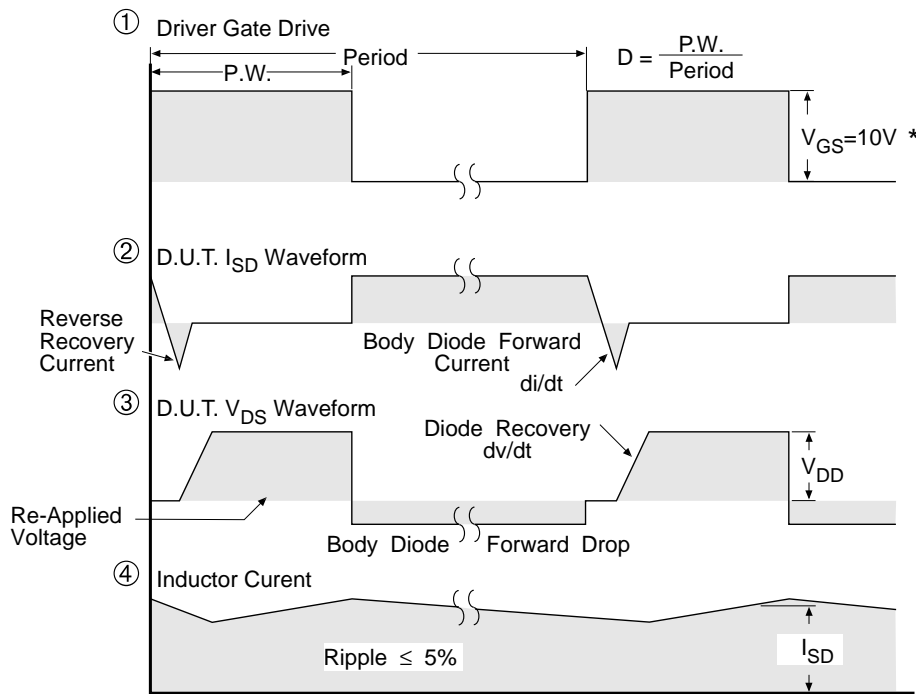 ① Driver Gate Drive
Period
P.W.
D = P.W. / Period
V_GS=10V *
② D.U.T. I_SD Waveform
Reverse
Recovery
Current
Body Diode Forward
Current
di/dt
③ D.U.T. V_DS Waveform
Diode Recovery
dv/dt
V_DD
Re-Applied
Voltage
Body Diode Forward Drop
④ Inductor Curent
Ripple ≤ 5%
I_SD